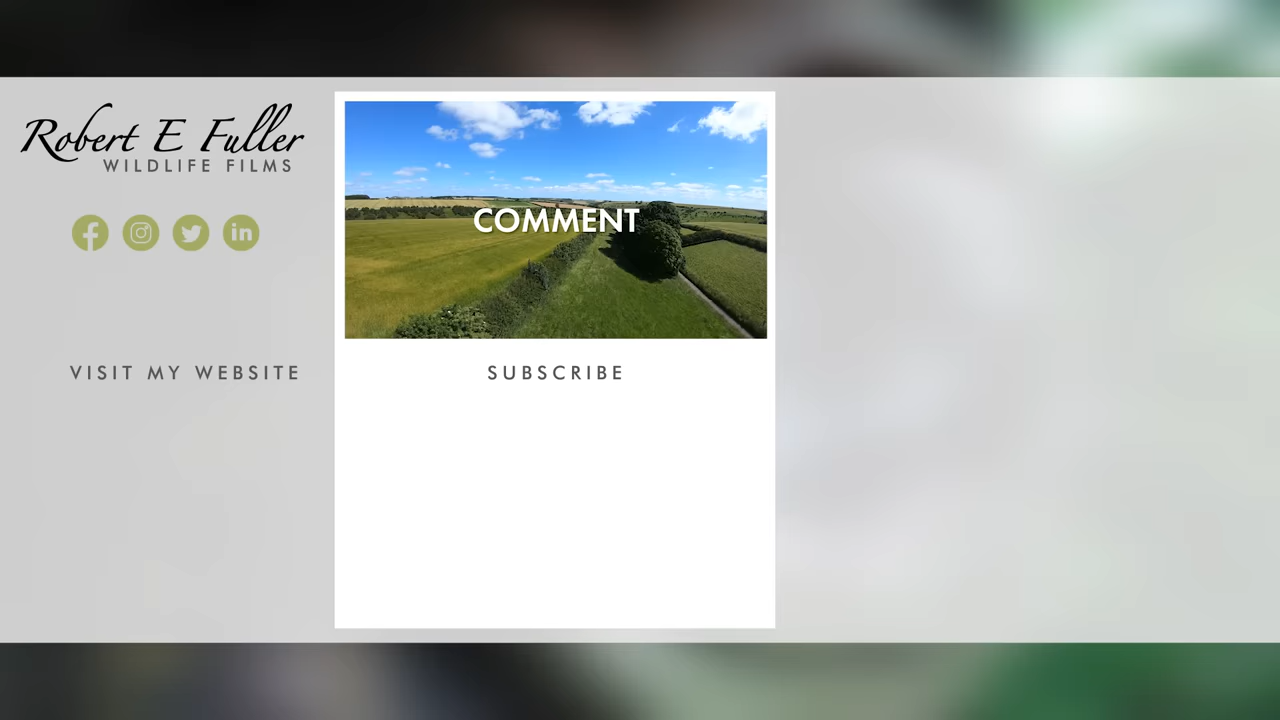 Robert E Fuller
WILDLIFE FILMS
COMMENT
VISIT MY WEBSITE
SUBSCRIBE